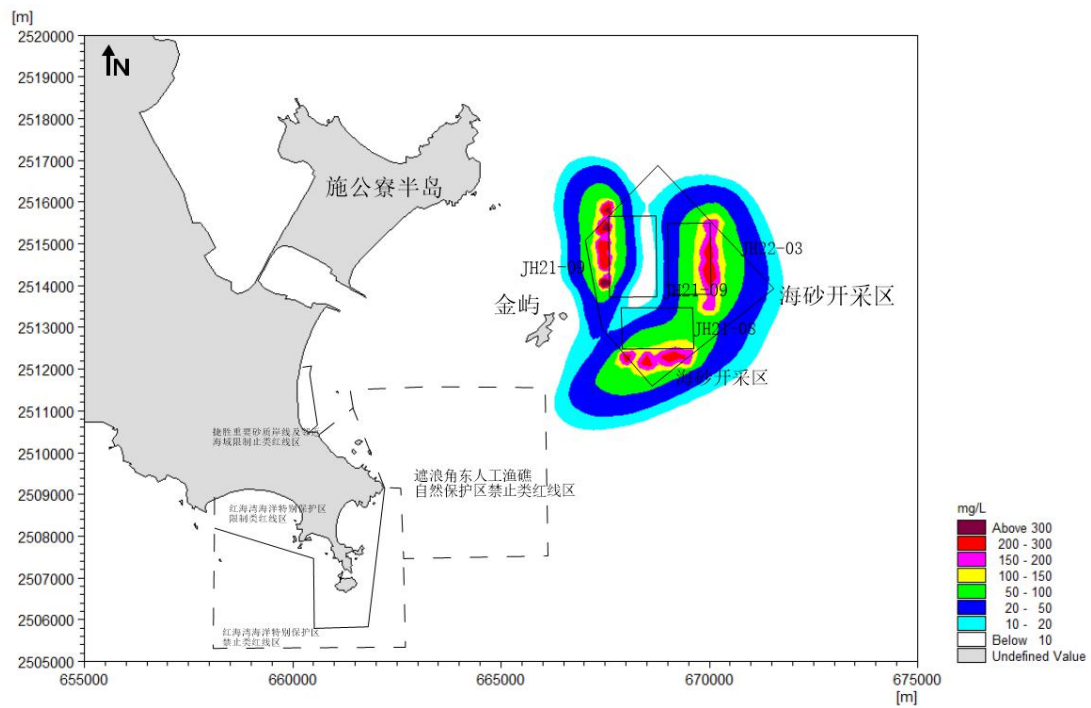 [m]
2520000
2519000
2518000
2517000
2516000
2515000
2514000
2513000
2512000
2511000
2510000
2509000
2508000
2507000
2506000
2505000
N
施公寮半岛
JH22-03
JH21-09
JH21-09
海砂开采区
金屿
JH21-08
海砂开采区
捷胜重要砂质岸线及
海域限制止类红线区
遮浪角东人工渔礁
自然保护区禁止类红线区
红海湾海洋特别保护区
限制类红线区
红海湾海洋特别保护区
禁止类红线区
655000
660000
665000
670000
675000
[m]
mg/L
Above 300
200 - 300
150 - 200
100 - 150
50 - 100
20 - 50
10 - 20
Below 10
Undefined Value